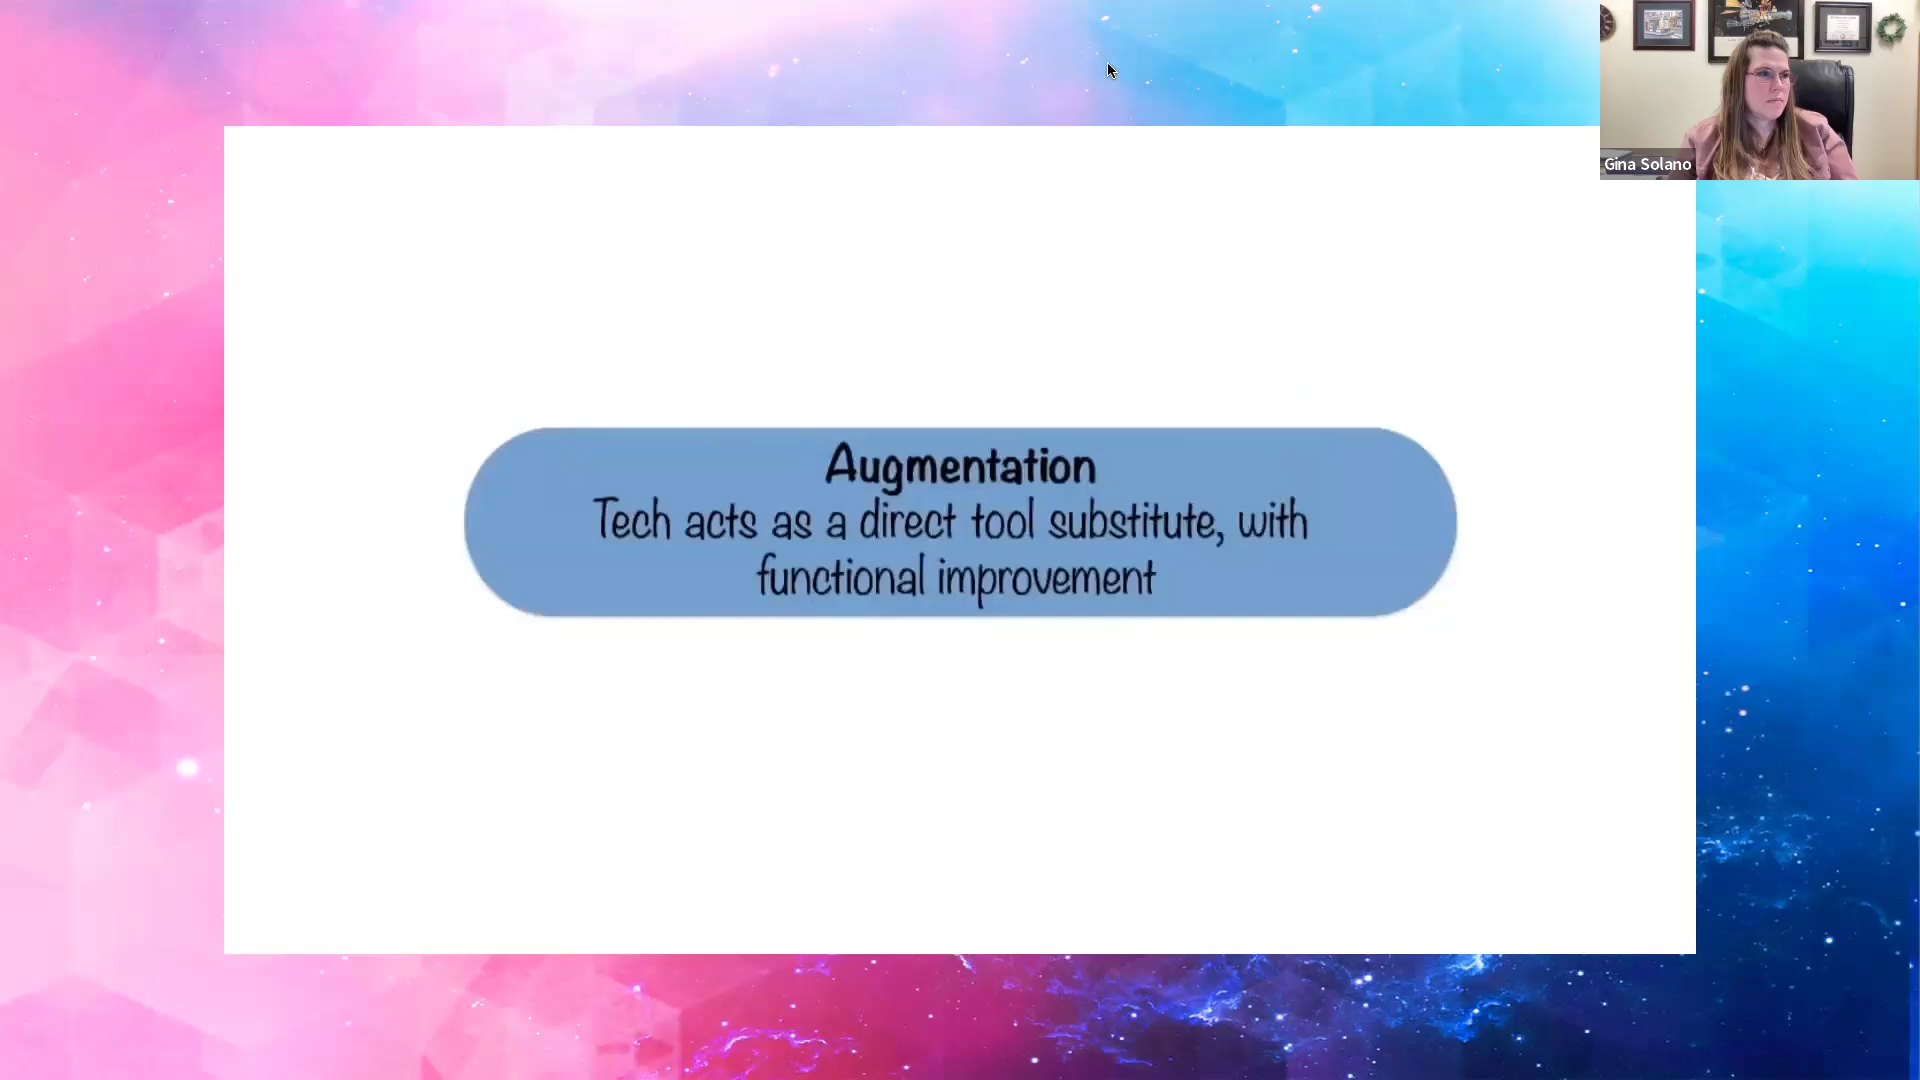 Gina Solano
Augmentation
Tech acts as a direct tool substitute, with
functional improvement